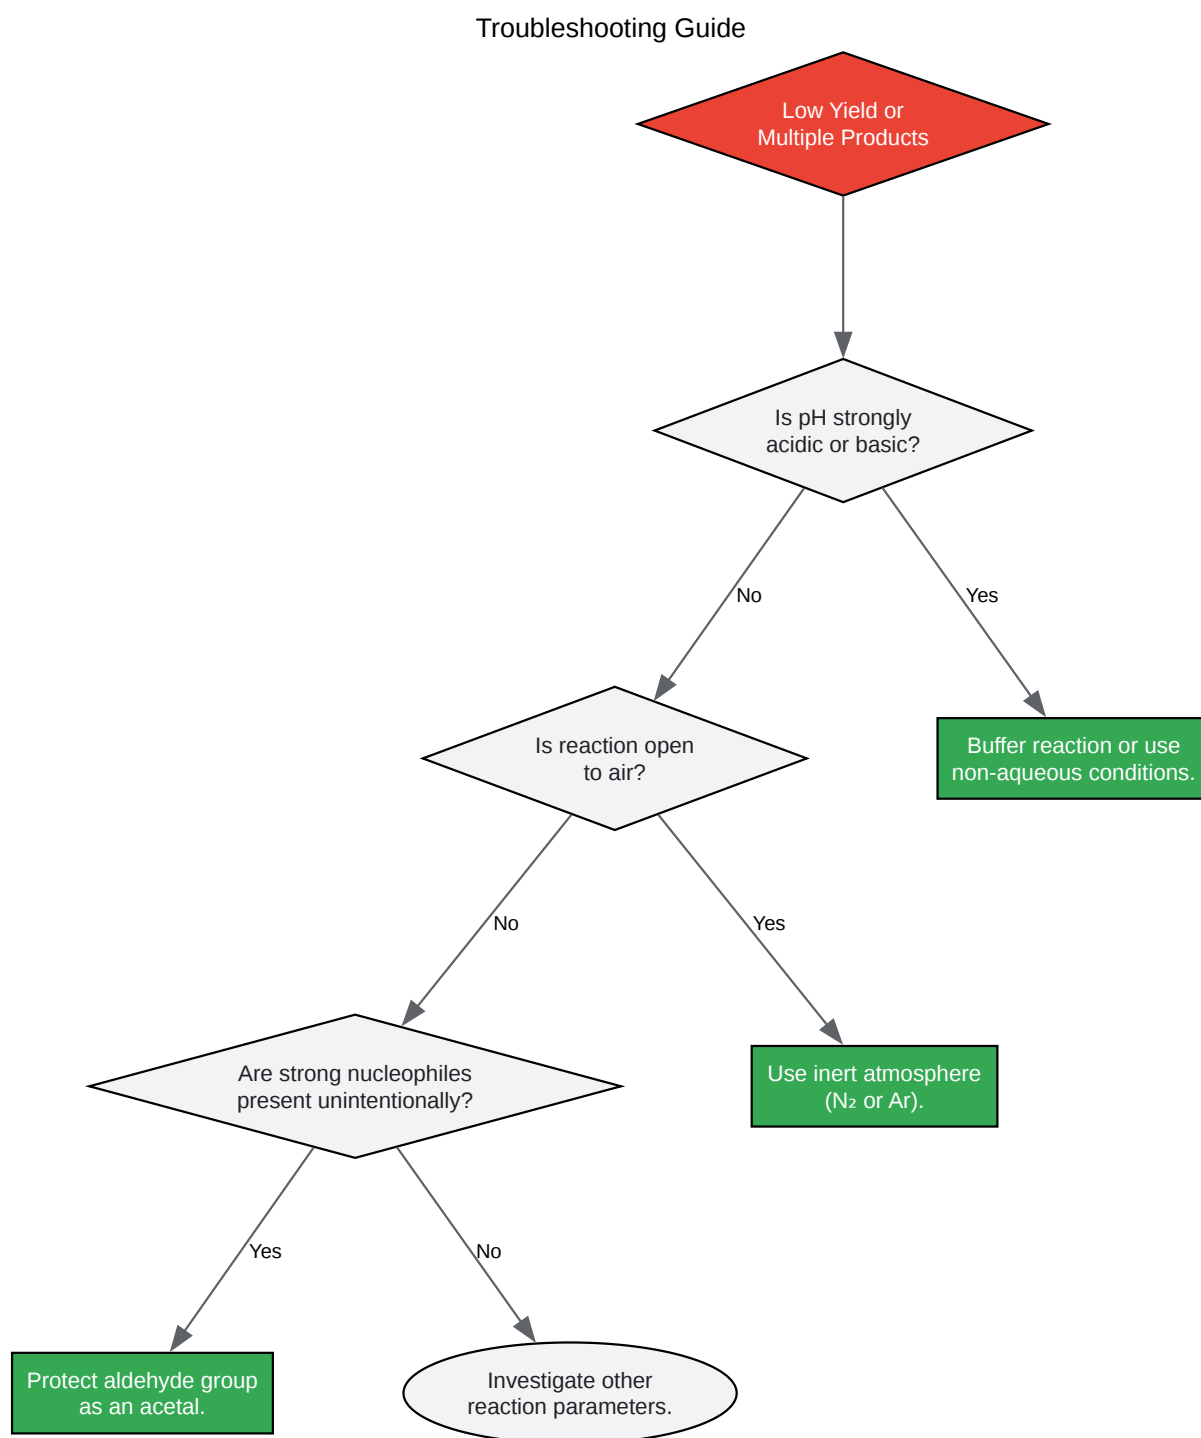 Troubleshooting Guide
Low Yield or
Multiple Products
Is pH strongly
acidic or basic?
No
Yes
Is reaction open
to air?
Buffer reaction or use
non-aqueous conditions.
No
Yes
Are strong nucleophiles
present unintentionally?
Use inert atmosphere
(N₂ or Ar).
Yes
No
Protect aldehyde group
as an acetal.
Investigate other
reaction parameters.